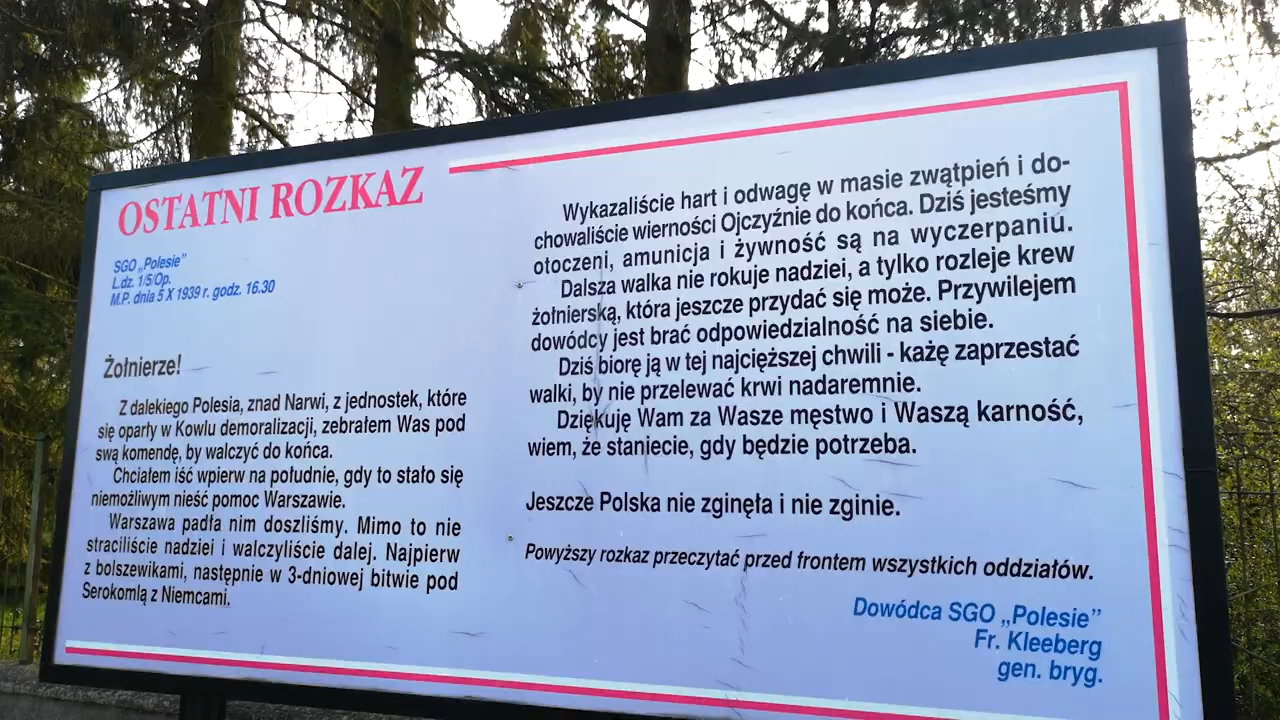 OSTATNI ROZKAZ
SGO „Polesie”
L.dz. 1/5/Op.
M.P. dnia 5 X 1939 r. godz. 16.30
Żołnierze!
Z dalekiego Polesia, znad Narwi, z jednostek, które
się oparły w Kowlu demoralizacji, zebrałem Was pod
swą komendę, by walczyć do końca.
Chciałem iść wpierw na południe, gdy to stało się
niemożliwym nieść pomoc Warszawie.
Warszawa padła nim doszliśmy. Mimo to nie
straciliście nadziei i walczyliście dalej. Najpierw
z bolszewikami, następnie w 3-dniowej bitwie pod
Serokomlą z Niemcami.
Wykazaliście hart i odwagę w masie zwątpień i do-
chowaliście wierności Ojczyźnie do końca. Dziś jesteśmy
otoczeni, amunicja i żywność są na wyczerpaniu.
Dalsza walka nie rokuje nadziei, a tylko rozleje krew
żołnierską, która jeszcze przydać się może. Przywilejem
dowódcy jest brać odpowiedzialność na siebie.
Dziś biorę ją w tej najcięższej chwili - każę zaprzestać
walki, by nie przelewać krwi nadaremnie.
Dziękuję Wam za Wasze męstwo i Waszą karność,
wiem, że staniecie, gdy będzie potrzeba.
Jeszcze Polska nie zginęła i nie zginie.
Powyższy rozkaz przeczytać przed frontem wszystkich oddziałów.
Dowódca SGO „Polesie”
Fr. Kleeberg
gen. bryg.